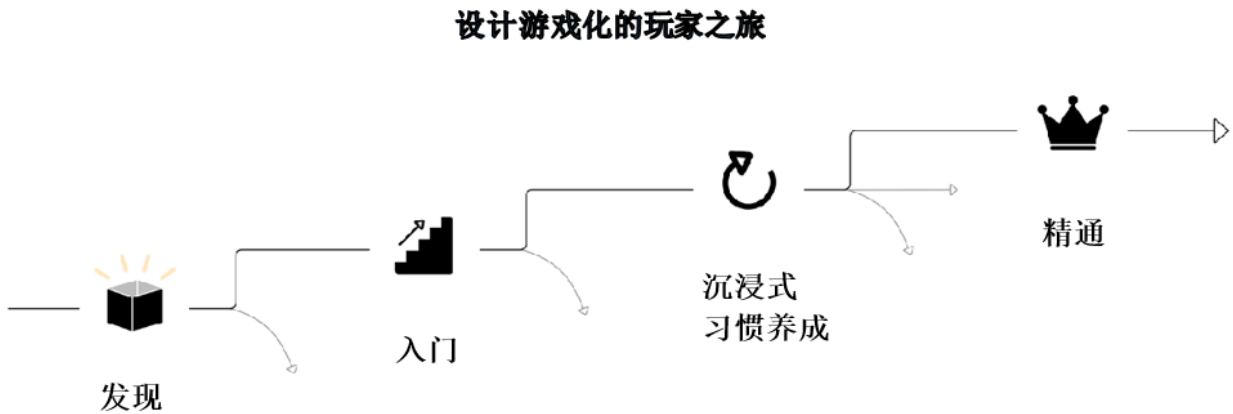 设计游戏化的玩家之旅
发现
入门
沉浸式
习惯养成
精通